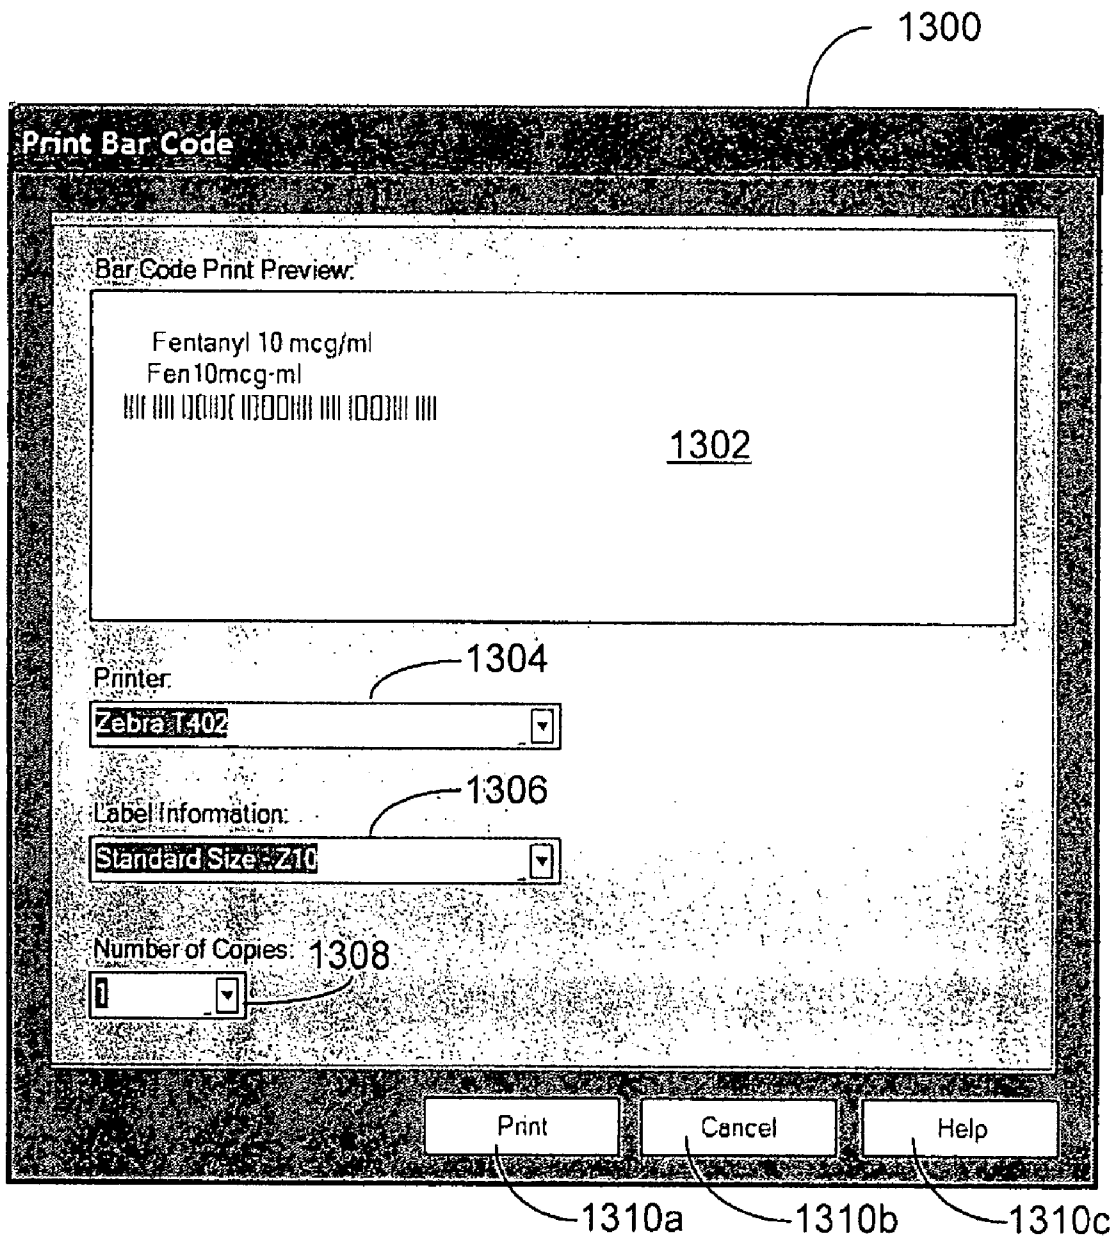 1300
Print Bar Code
Bar Code Print Preview:
Fentanyl 10 mcg/ml
Fen10mcg-ml
1302
1304
Printer:
Zebra T402
1306
Label Information:
Standard Size - Z10
Number of Copies:
1308
1
Print
Cancel
Help
1310a
1310b
1310c